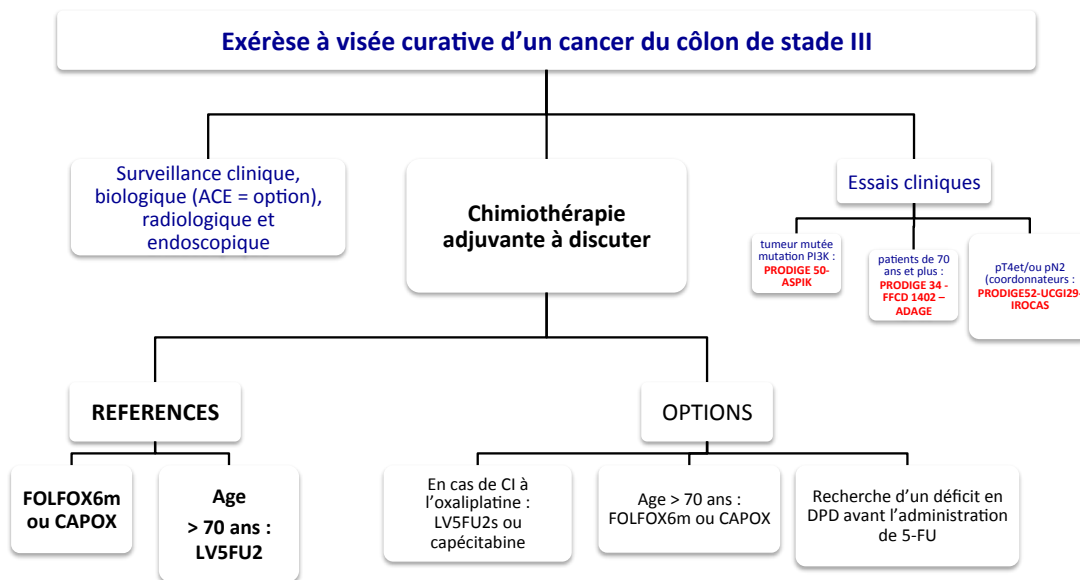 Exérèse à visée curative d'un cancer du côlon de stade III
Surveillance clinique,
biologique (ACE = option),
radiologique et
endoscopique
Chimiothérapie
adjuvante à discuter
Essais cliniques
tumeur mutée
mutation PI3K :
PRODIGE 50-
ASPIK
patients de 70
ans et plus :
PRODIGE 34 -
FFCD 1402 –
ADAGE
pT4et/ou pN2
(coordonnateurs :
PRODIGE52-UCGI29-
IROCAS
REFERENCES
OPTIONS
FOLFOX6m
ou CAPOX
Age
> 70 ans :
LV5FU2
En cas de CI à
l'oxaliplatine :
LV5FU2s ou
capécitabine
Age > 70 ans :
FOLFOX6m ou CAPOX
Recherche d'un déficit en
DPD avant l'administration
de 5-FU